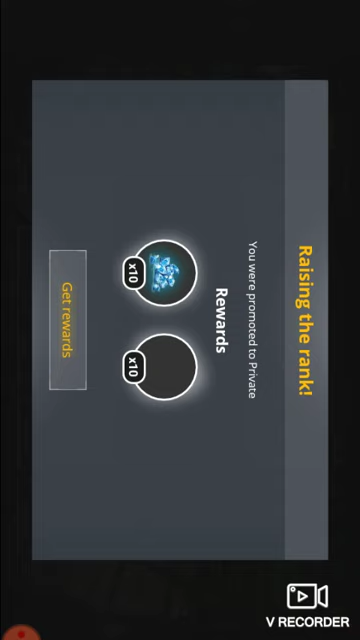 Raising the rank!
You were promoted to Private
Rewards
x10
x10
Get rewards
V RECORDER